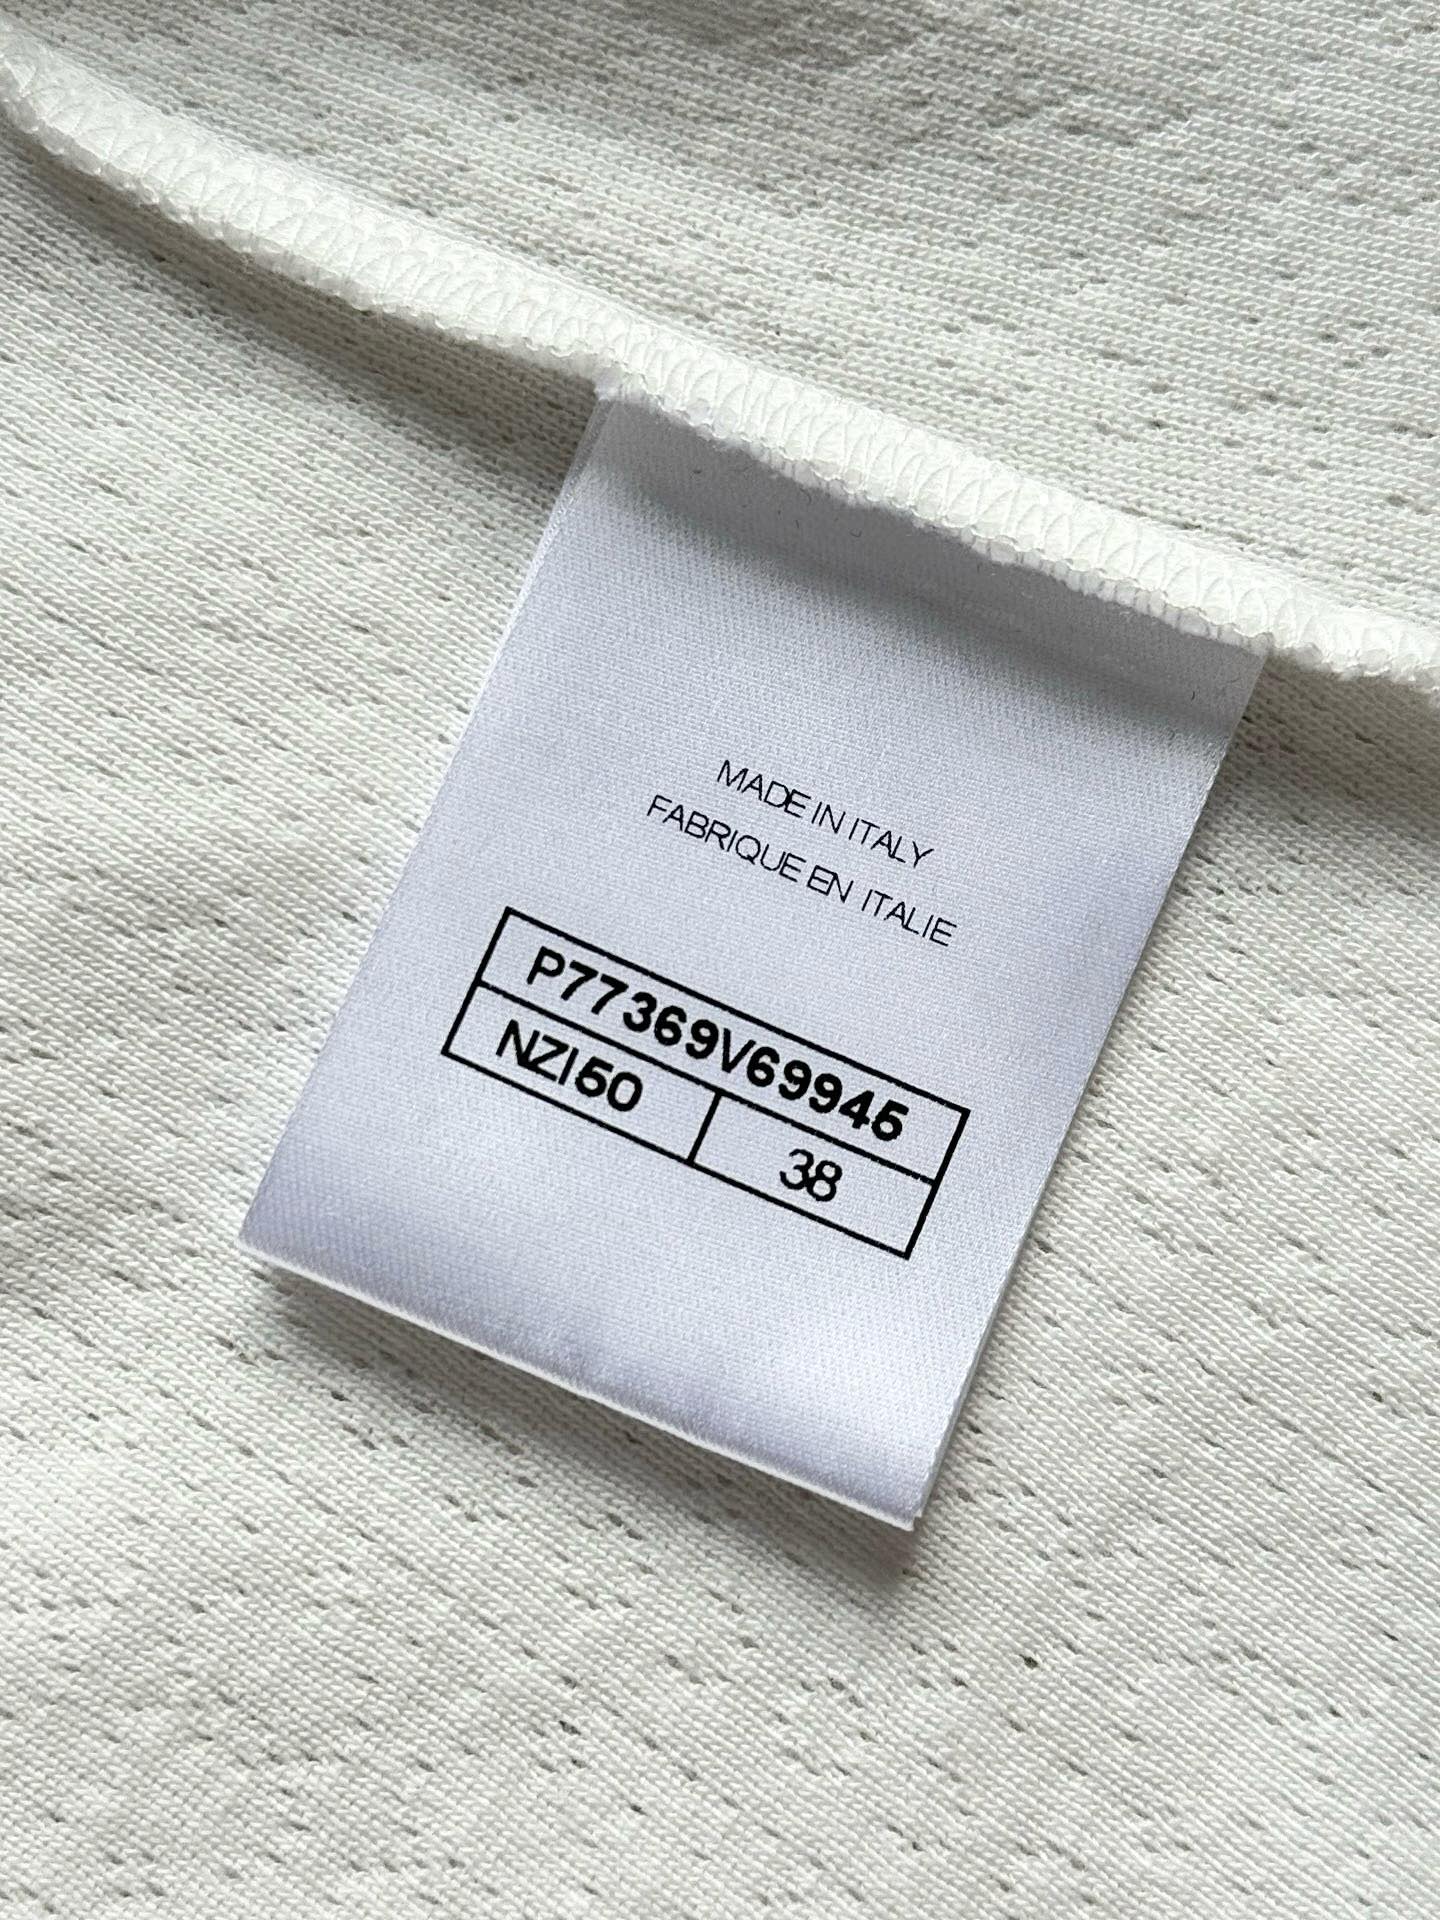 MADE IN ITALY
FABRIQUE EN ITALIE
P77369V69945
NZI50 38